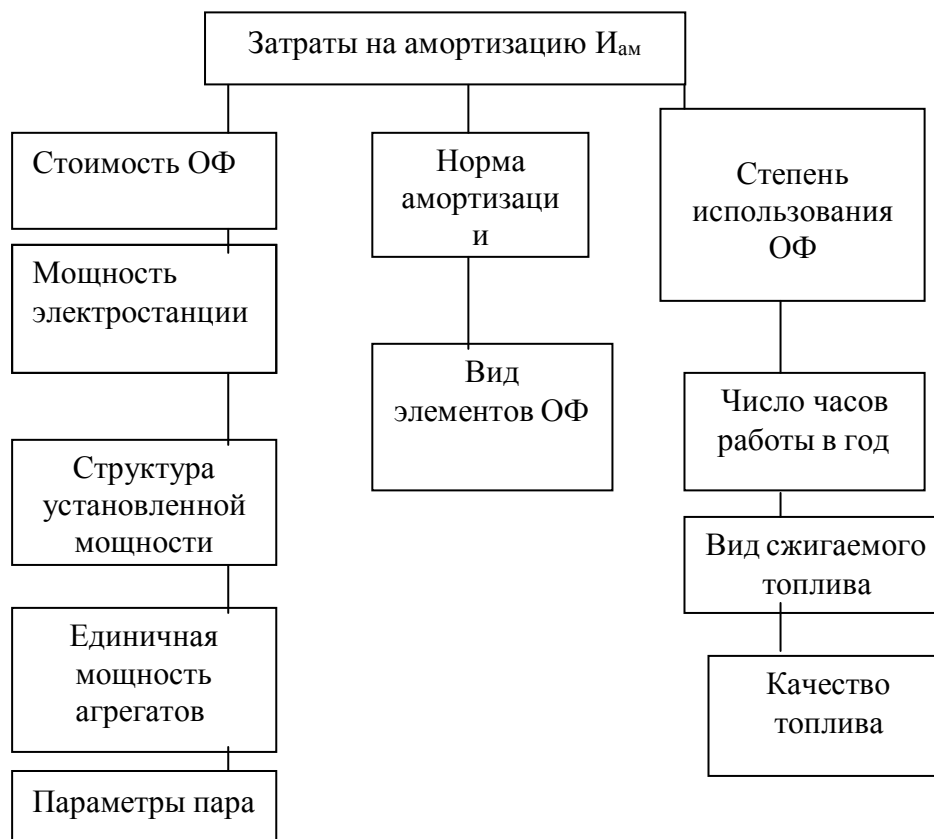 Затраты на амортизацию Иам
Стоимость ОФ
Мощность
электростанции
Структура
установленной
мощности
Единичная
мощность
агрегатов
Параметры пара
Норма
амортизаци
и
Вид
элементов ОФ
Степень
использования
ОФ
Число часов
работы в год
Вид сжигаемого
топлива
Качество
топлива